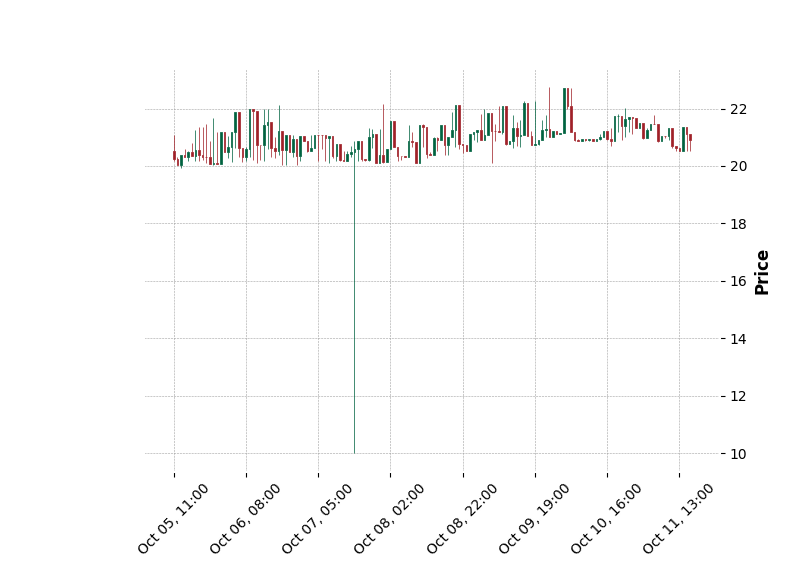 22
20
18
16
14
12
10
Price
Oct 05, 11:00
Oct 06, 08:00
Oct 07, 05:00
Oct 08, 02:00
Oct 08, 22:00
Oct 09, 19:00
Oct 10, 16:00
Oct 11, 13:00